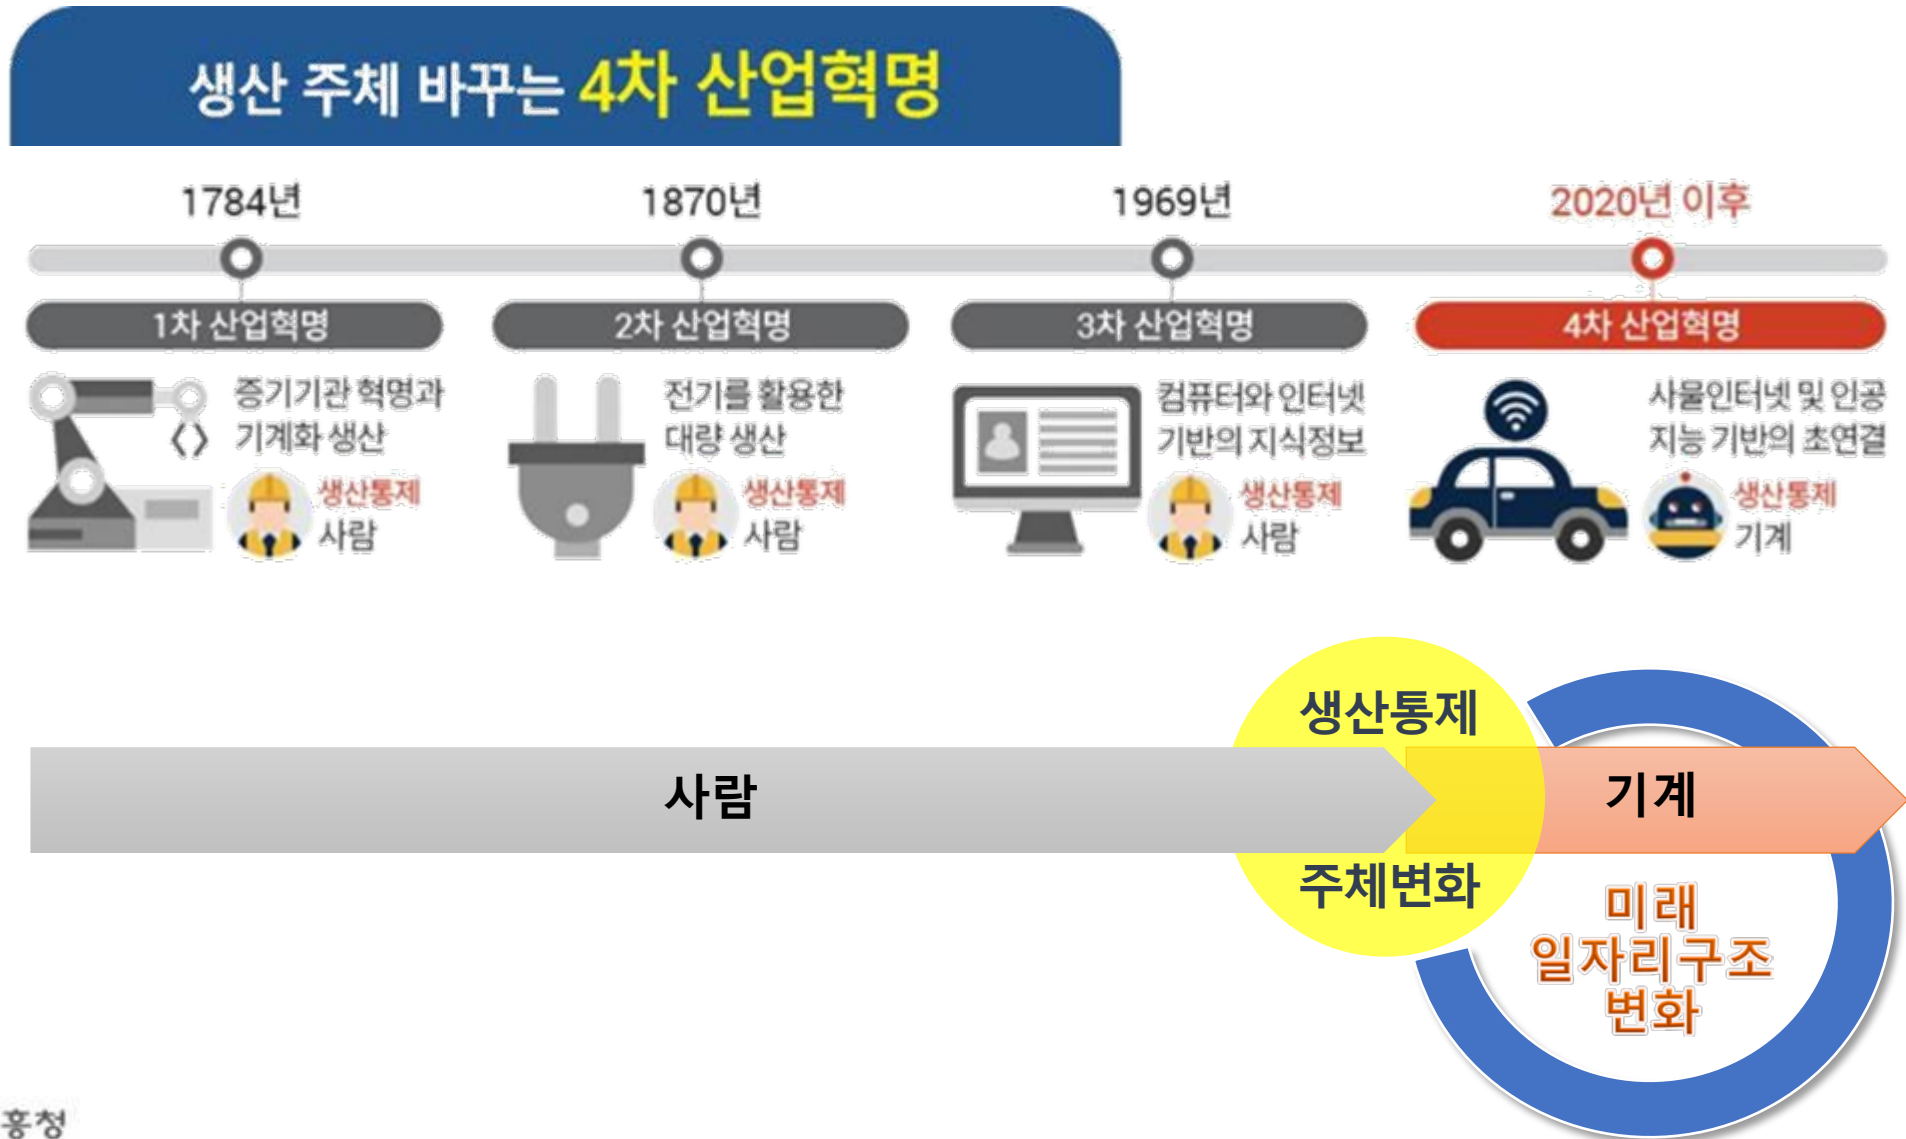 생산 주체 바꾸는 4차 산업혁명
1784년
1870년
1969년
2020년 이후
1차 산업혁명
2차 산업혁명
3차 산업혁명
4차 산업혁명
증기기관 혁명과
기계화 생산
생산통제
사람
전기를 활용한
대량 생산
생산통제
사람
컴퓨터와 인터넷
기반의 지식정보
생산통제
사람
사물인터넷 및 인공
지능 기반의 초연결
생산통제
기계
생산통제
사람
기계
주체변화
미래
일자리구조
변화
흥청